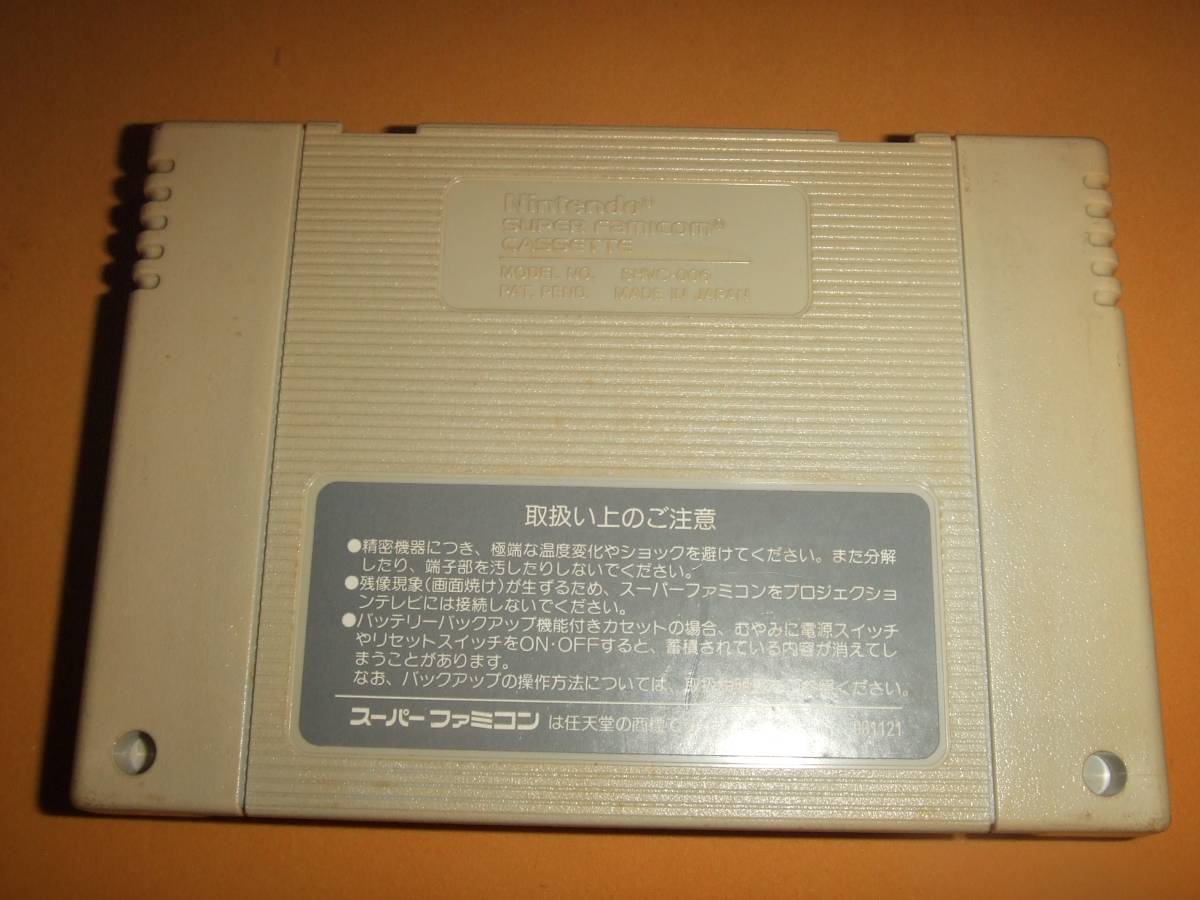 Nintendo
SUPER Famicom
CASSETTE
MODEL NO. SHVC-006
PAT. PEND. MADE IN JAPAN
取扱い上のご注意
●精密機器につき、極端な温度変化やショックを避けてください。また分解
したり、端子部を汚したりしないでください。
●残像現象(画面焼け)が生ずるため、スーパーファミコンをプロジェクショ
ンテレビには接続しないでください。
●バッテリーバックアップ機能付きカセットの場合、むやみに電源スイッチ
やリセットスイッチをON・OFFすると、蓄積されている内容が消えてし
まうことがあります。
なお、バックアップの操作方法については、取扱ください。
スーパーファミコン は任天堂の商標で